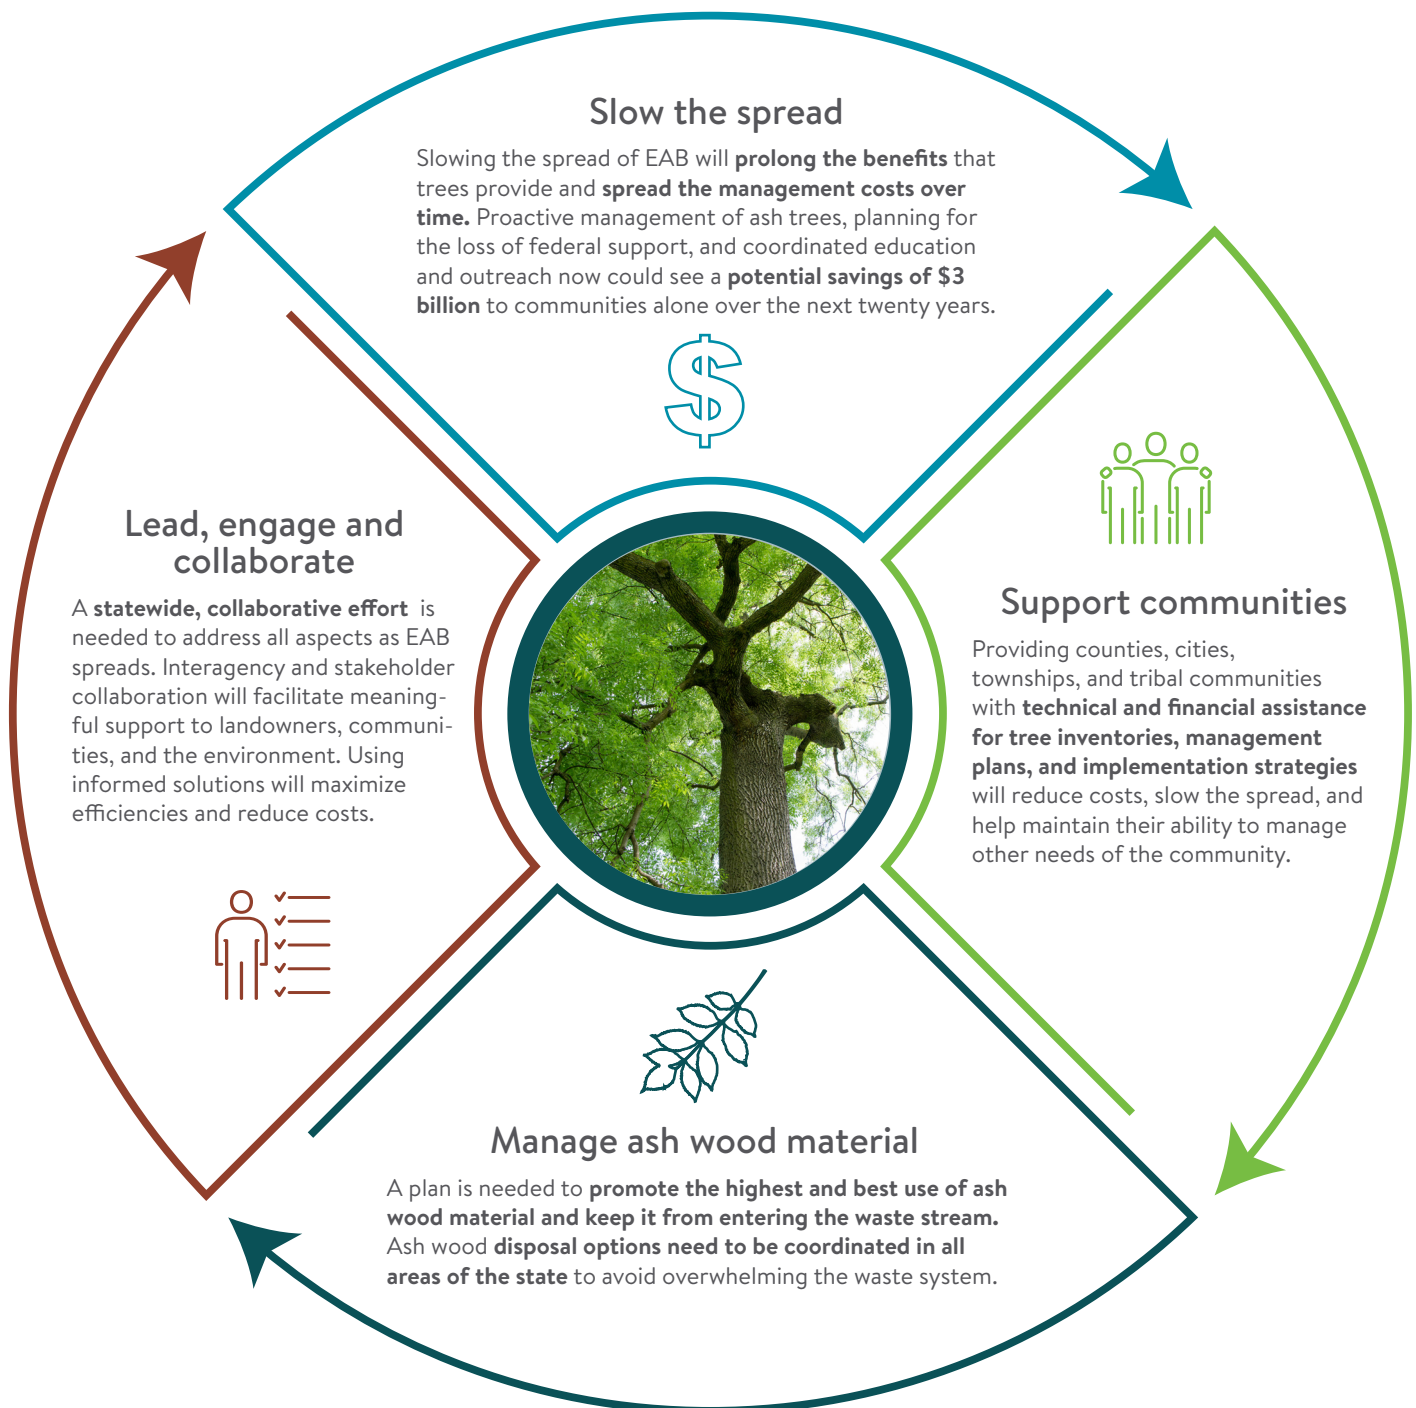 Slow the spread
Slowing the spread of EAB will prolong the benefits that
trees provide and spread the management costs over
time. Proactive management of ash trees, planning for
the loss of federal support, and coordinated education
and outreach now could see a potential savings of $3
billion to communities alone over the next twenty years.
$
Support communities
Providing counties, cities,
townships, and tribal communities
with technical and financial assistance
for tree inventories, management
plans, and implementation strategies
will reduce costs, slow the spread, and
help maintain their ability to manage
other needs of the community.
Manage ash wood material
A plan is needed to promote the highest and best use of ash
wood material and keep it from entering the waste stream.
Ash wood disposal options need to be coordinated in all
areas of the state to avoid overwhelming the waste system.
Lead, engage and
collaborate
A statewide, collaborative effort is
needed to address all aspects as EAB
spreads. Interagency and stakeholder
collaboration will facilitate meaning-
ful support to landowners, communi-
ties, and the environment. Using
informed solutions will maximize
efficiencies and reduce costs.